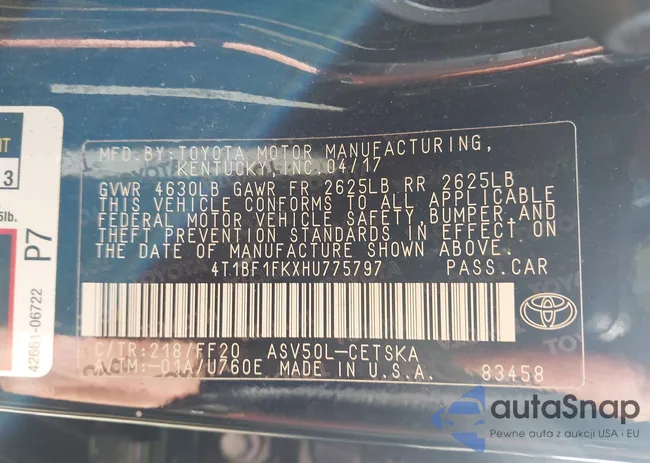 MFD.BY:TOYOTA MOTOR MANUFACTURING,
KENTUCKY,INC.04/17
GVWR 4630LB GAWR FR 2625LB RR 2625LB
THIS VEHICLE CONFORMS TO ALL APPLICABLE
FEDERAL MOTOR VEHICLE SAFETY,BUMPER,AND
THEFT PREVENTION STANDARDS IN EFFECT ON
THE DATE OF MANUFACTURE SHOWN ABOVE.
4T1BF1FKXHU775797 PASS.CAR
C/TR:218/FF20 ASV50L-CETSKA
A/TM:-01A/U760E MADE IN U.S.A. 83458
P7
42661-06722
autaSnap
Pewne auta z aukcji USA i EU